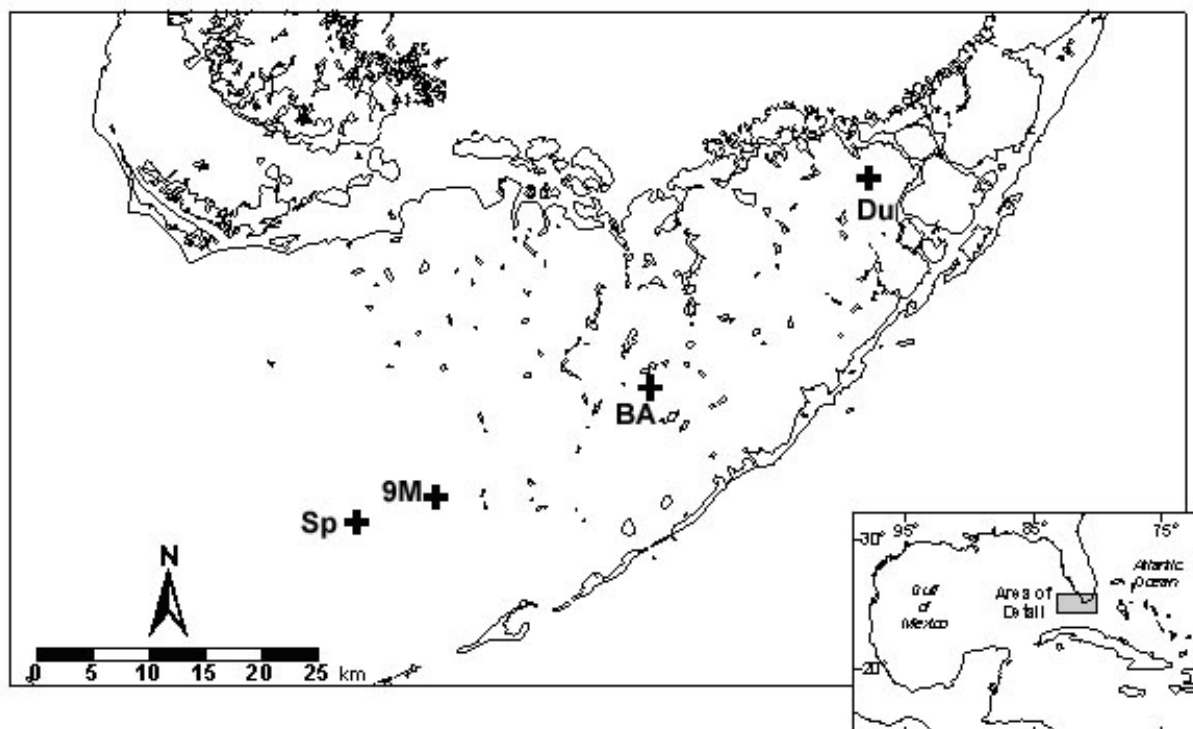 Du
BA
9M
Sp
N
0 5 10 15 20 25 km
95° 85° 75°
30°
Atlantic
Ocean
Gulf
of
Mexico
Area of
Detail
20°